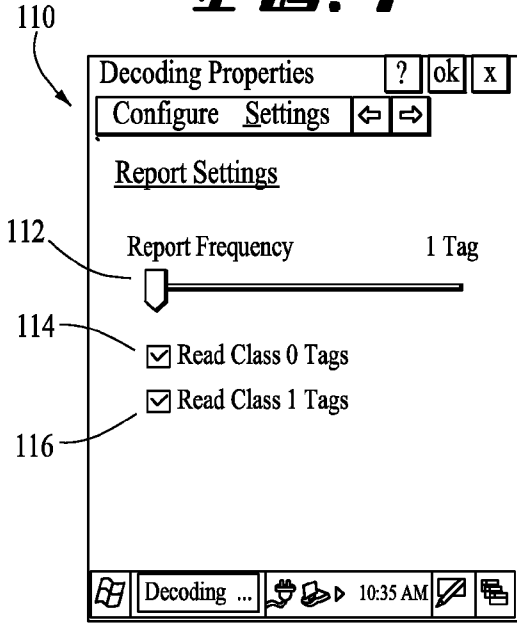 110
Decoding Properties ? ok x
Configure Settings
Report Settings
112
Report Frequency 1 Tag
114
Read Class 0 Tags
Read Class 1 Tags
116
Decoding ... 10:35 AM